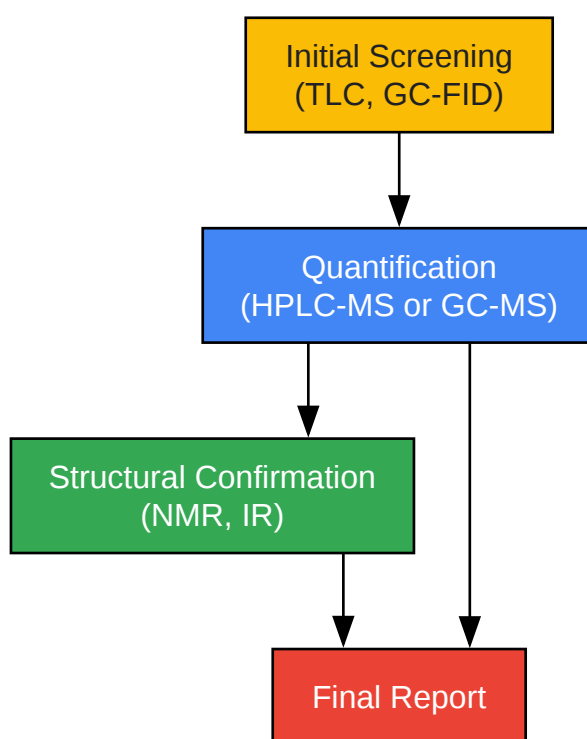 Initial Screening
(TLC, GC-FID)
Quantification
(HPLC-MS or GC-MS)
Structural Confirmation
(NMR, IR)
Final Report